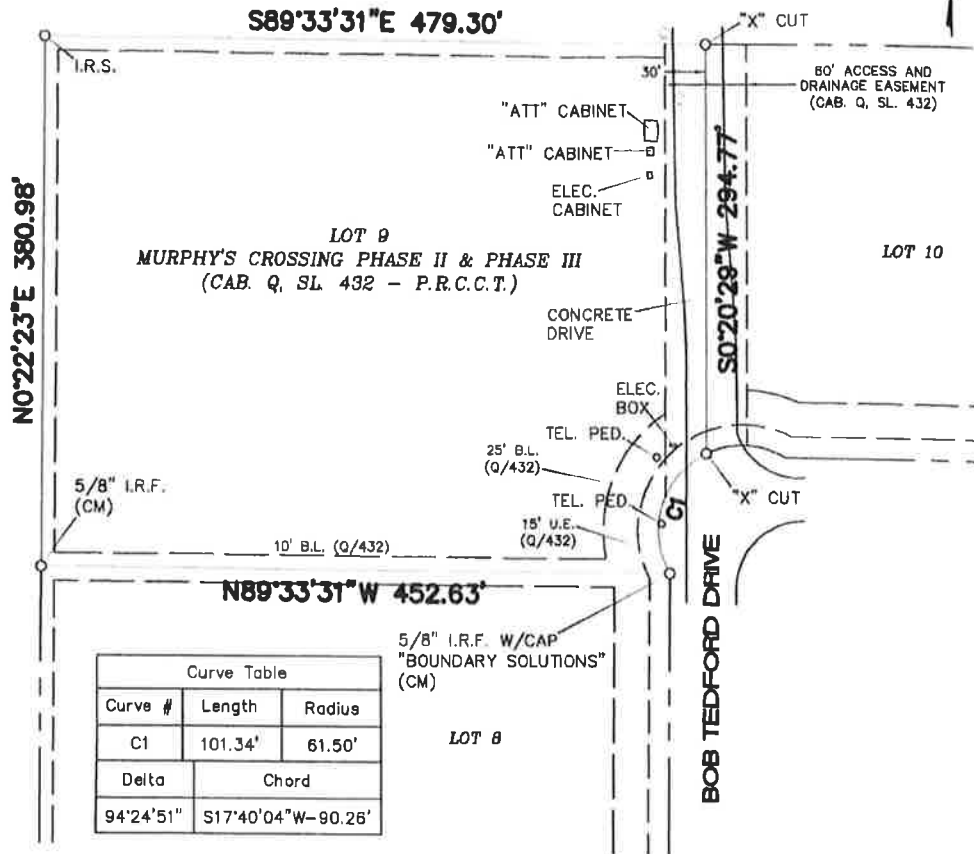 S89°33'31"E 479.30'
"X" CUT
I.R.S.
30'
60' ACCESS AND
DRAINAGE EASEMENT
(CAB. Q, SL. 432)
"ATT" CABINET
"ATT" CABINET
ELEC.
CABINET
N0°22'23"E 380.98'
LOT 9
MURPHY'S CROSSING PHASE II & PHASE III
(CAB. Q, SL. 432 - P.R.C.C.T.)
S0°20'29"W 294.77'
LOT 10
CONCRETE
DRIVE
ELEC.
BOX
TEL. PED.
25' B.L.
(Q/432)
5/8" I.R.F.
(CM)
TEL. PED
C1
"X" CUT
15' U.E.
(Q/432)
10' B.L. (Q/432)
N89°33'31"W 452.63'
5/8" I.R.F. W/CAP
"BOUNDARY SOLUTIONS"
(CM)
BOB TEDFORD DRIVE
LOT 8
Curve Table
Curve # Length Radius
C1 101.34' 61.50'
Delta Chord
94°24'51" S17°40'04"W-90.26'